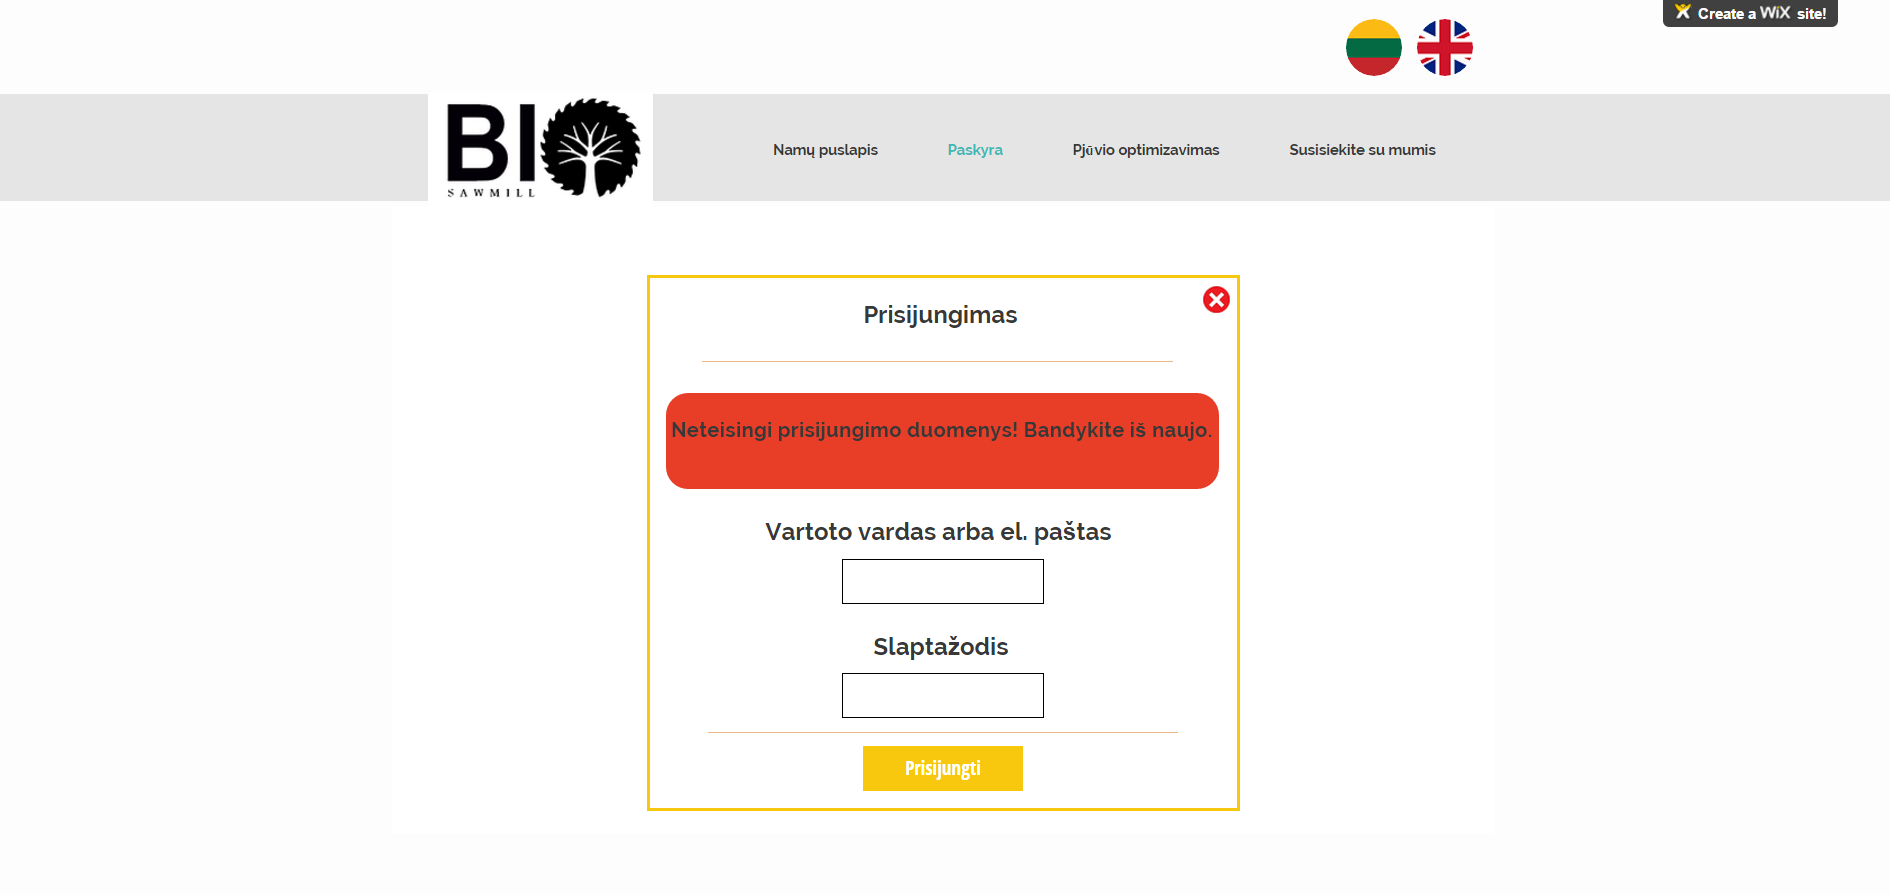 Create a WiX site!
BIO
SAWMILL
Namų puslapis
Paskyra
Pjūvio optimizavimas
Susisiekite su mumis
Prisijungimas
Neteisingi prisijungimo duomenys! Bandykite iš naujo.
Vartoto vardas arba el. paštas
Slaptažodis
Prisijungti